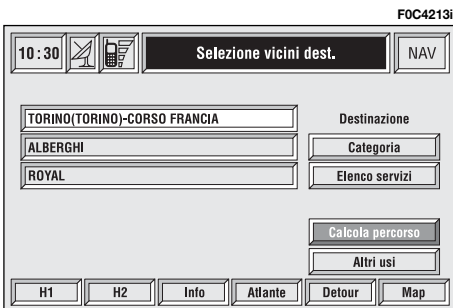 F0C4213i
10:30 Selezione vicini dest. NAV
TORINO(TORINO)-CORSO FRANCIA Destinazione
ALBERGHI Categoria
ROYAL Elenco servizi
Calcola percorso
Altri usi
H1 H2 Info Atlante Detour Map